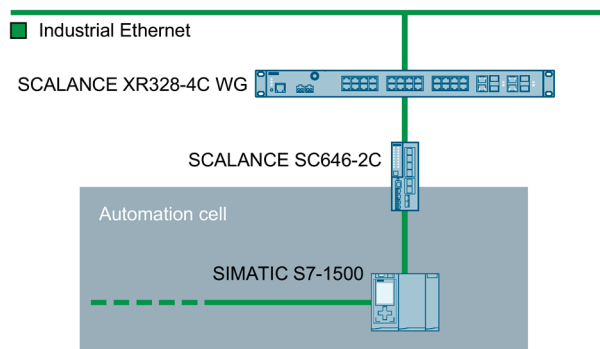 Industrial Ethernet
SCALANCE XR328-4C WG
SCALANCE SC646-2C
Automation cell
SIMATIC S7-1500